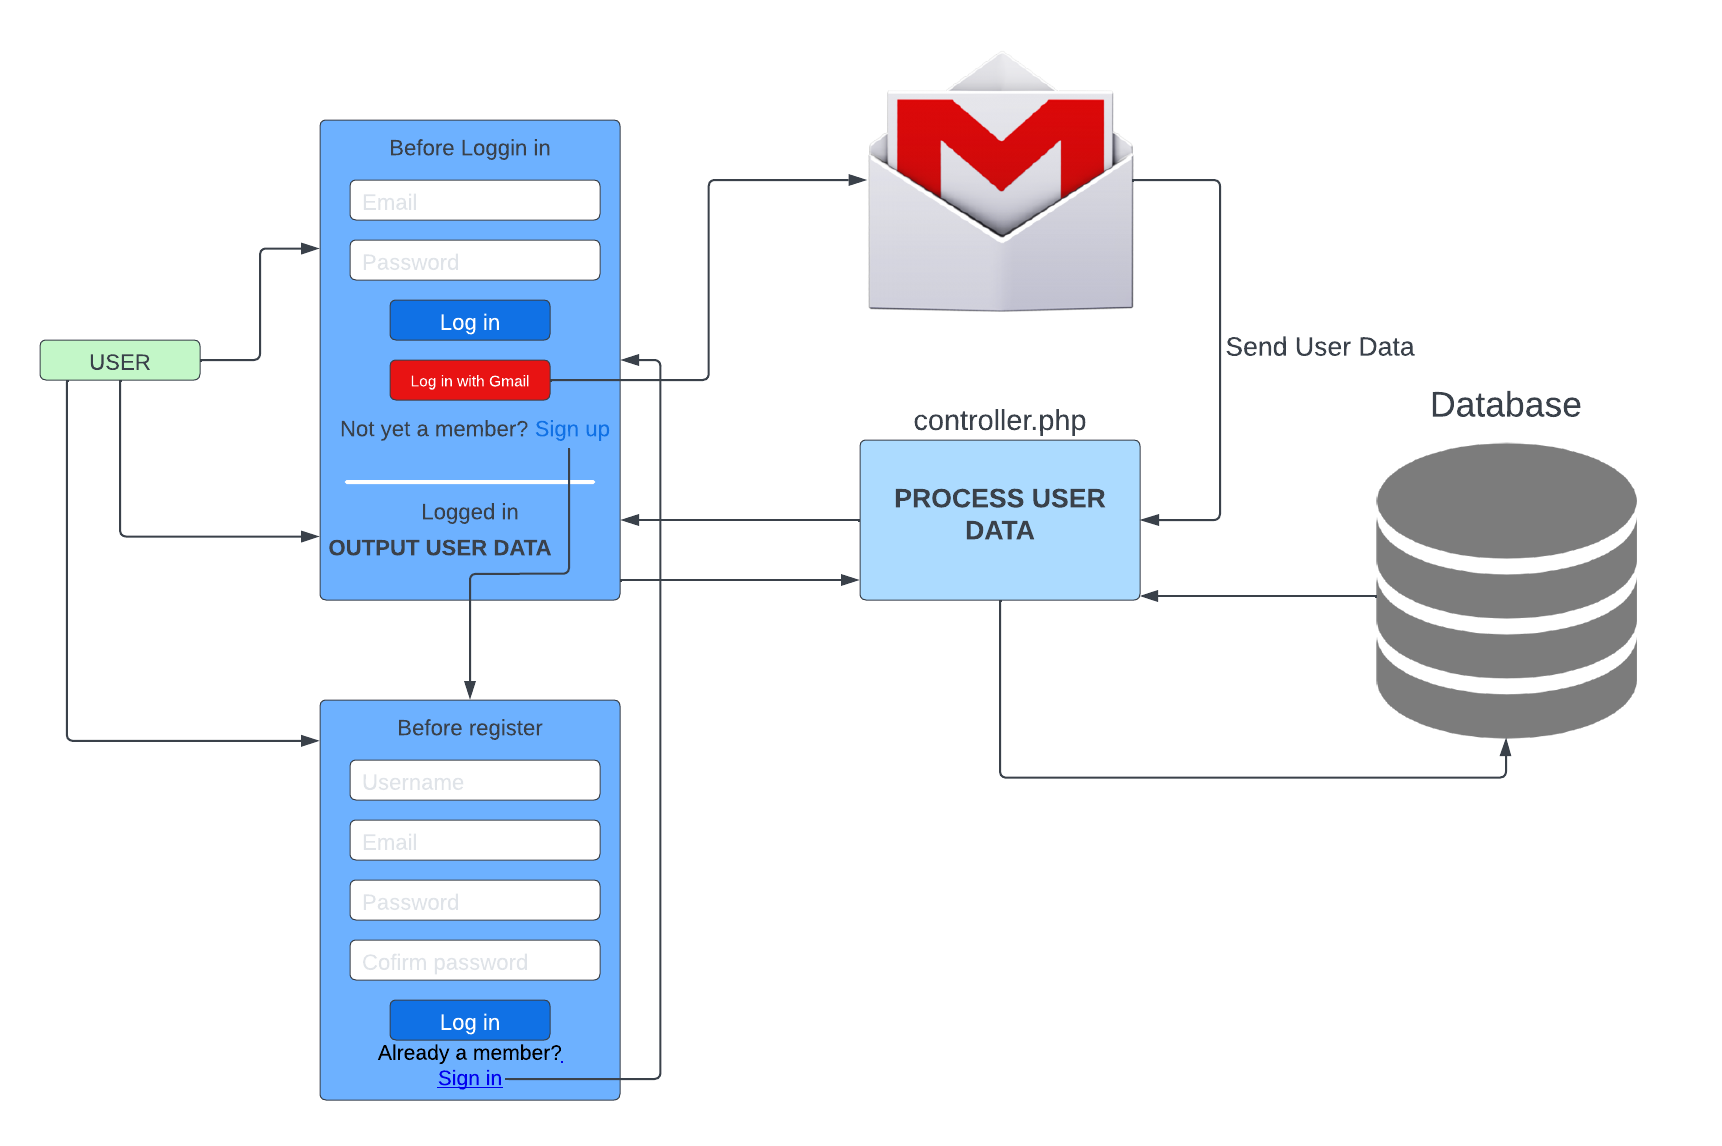 Before Loggin in
Email
Password
Log in
Log in with Gmail
Not yet a member? Sign up
Logged in
OUTPUT USER DATA
USER
Send User Data
controller.php
PROCESS USER
DATA
Database
Before register
Username
Email
Password
Cofirm password
Log in
Already a member?
Sign in